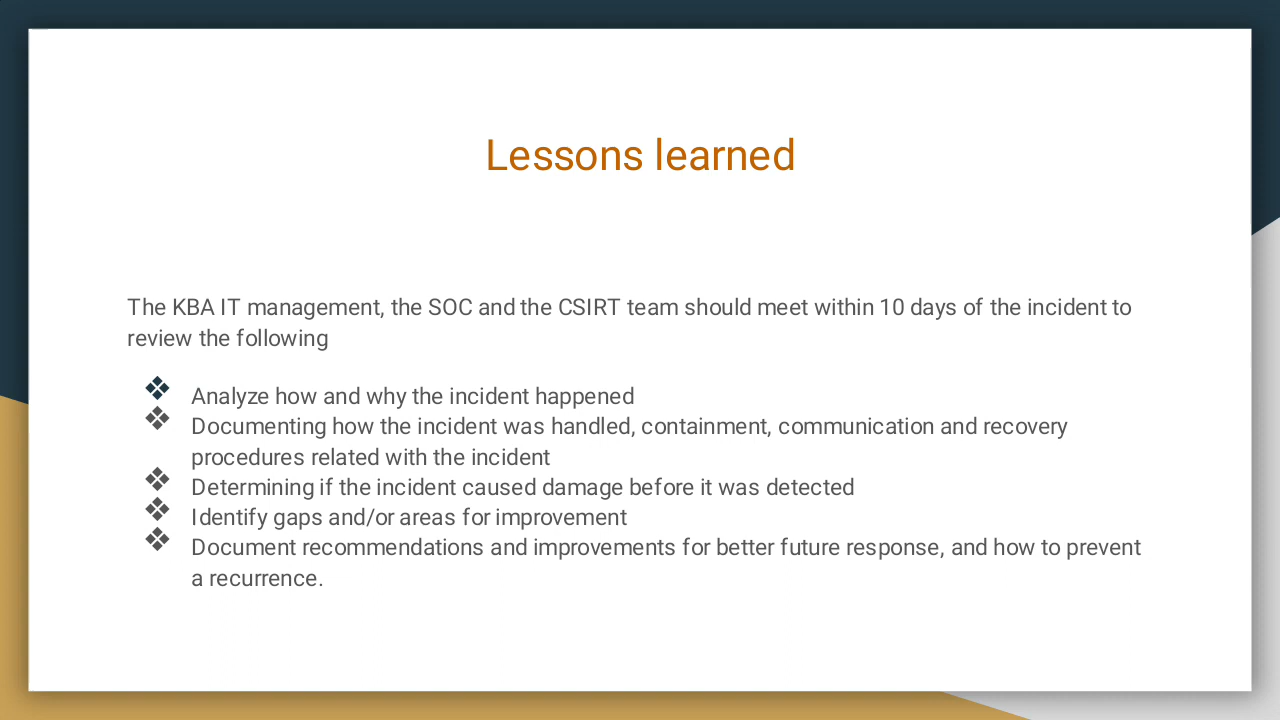 Lessons learned
The KBA IT management, the SOC and the CSIRT team should meet within 10 days of the incident to
review the following
❖ Analyze how and why the incident happened
❖ Documenting how the incident was handled, containment, communication and recovery
procedures related with the incident
❖ Determining if the incident caused damage before it was detected
❖ Identify gaps and/or areas for improvement
❖ Document recommendations and improvements for better future response, and how to prevent
a recurrence.